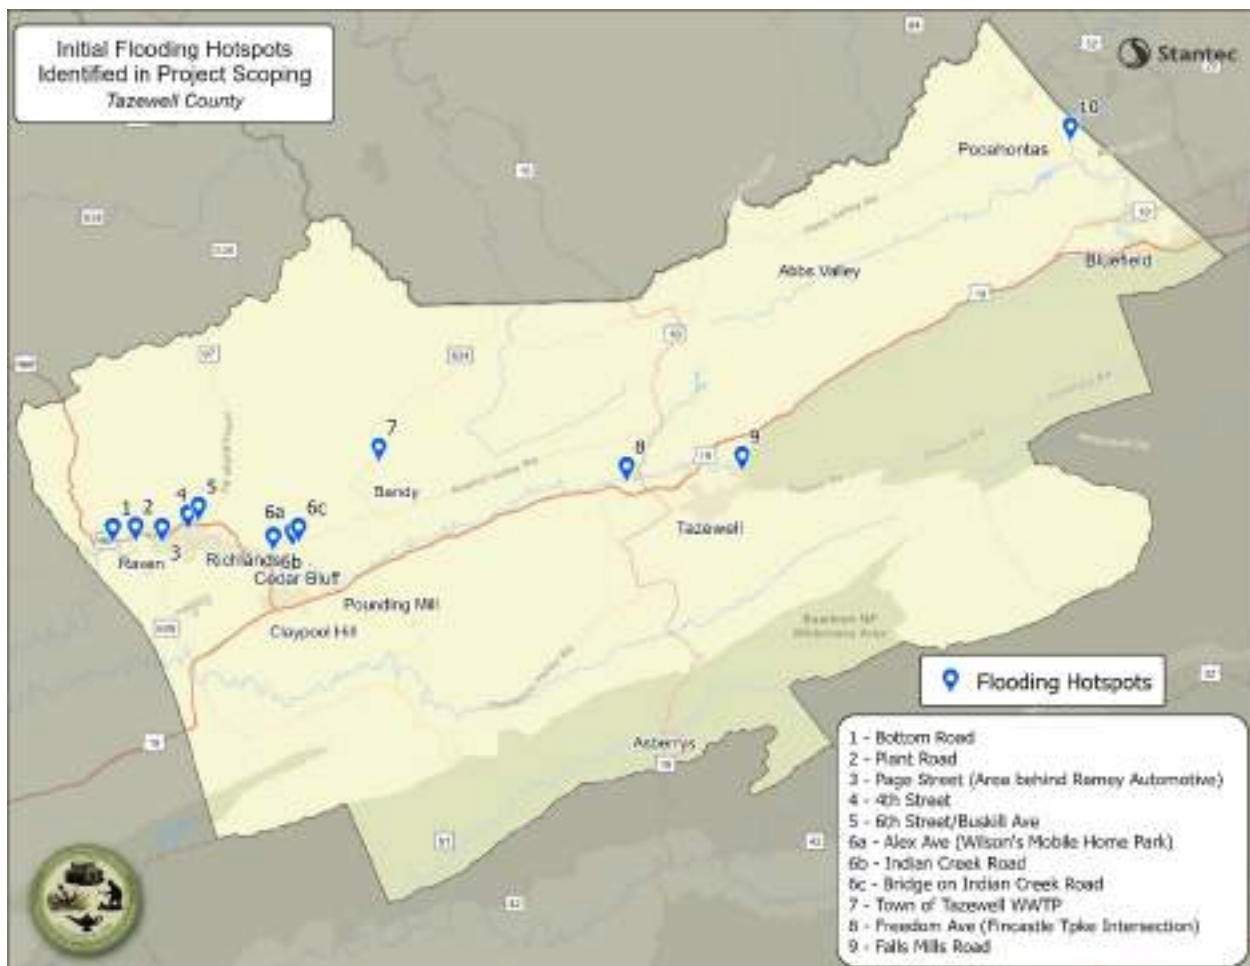 Initial Flooding Hotspots
Identified in Project Scoping
Tazewell County
Stantec
10
Pocahontas
Abbs Valley
Bluefield
19
7
8
9
Bandy
Tazewell
1
2
3
4
5
6a
6b
6c
Raven
Richlands
Cedar Bluff
Pounding Mill
Claypool Hill
Wilderness Area
Asberrys
Flooding Hotspots
1 - Bottom Road
2 - Plant Road
3 - Page Street (Area behind Ramey Automotive)
4 - 4th Street
5 - 6th Street/Buskill Ave
6a - Alex Ave (Wilson's Mobile Home Park)
6b - Indian Creek Road
6c - Bridge on Indian Creek Road
7 - Town of Tazewell WWTP
8 - Freedom Ave (Fincastle Tpke Intersection)
9 - Falls Mills Road